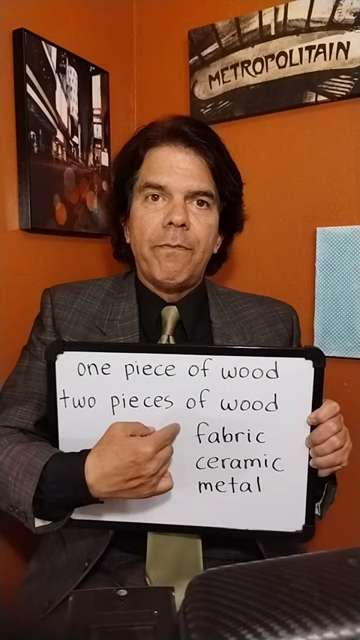 METROPOLITAIN
one piece of wood
two pieces of wood
fabric
ceramic
metal